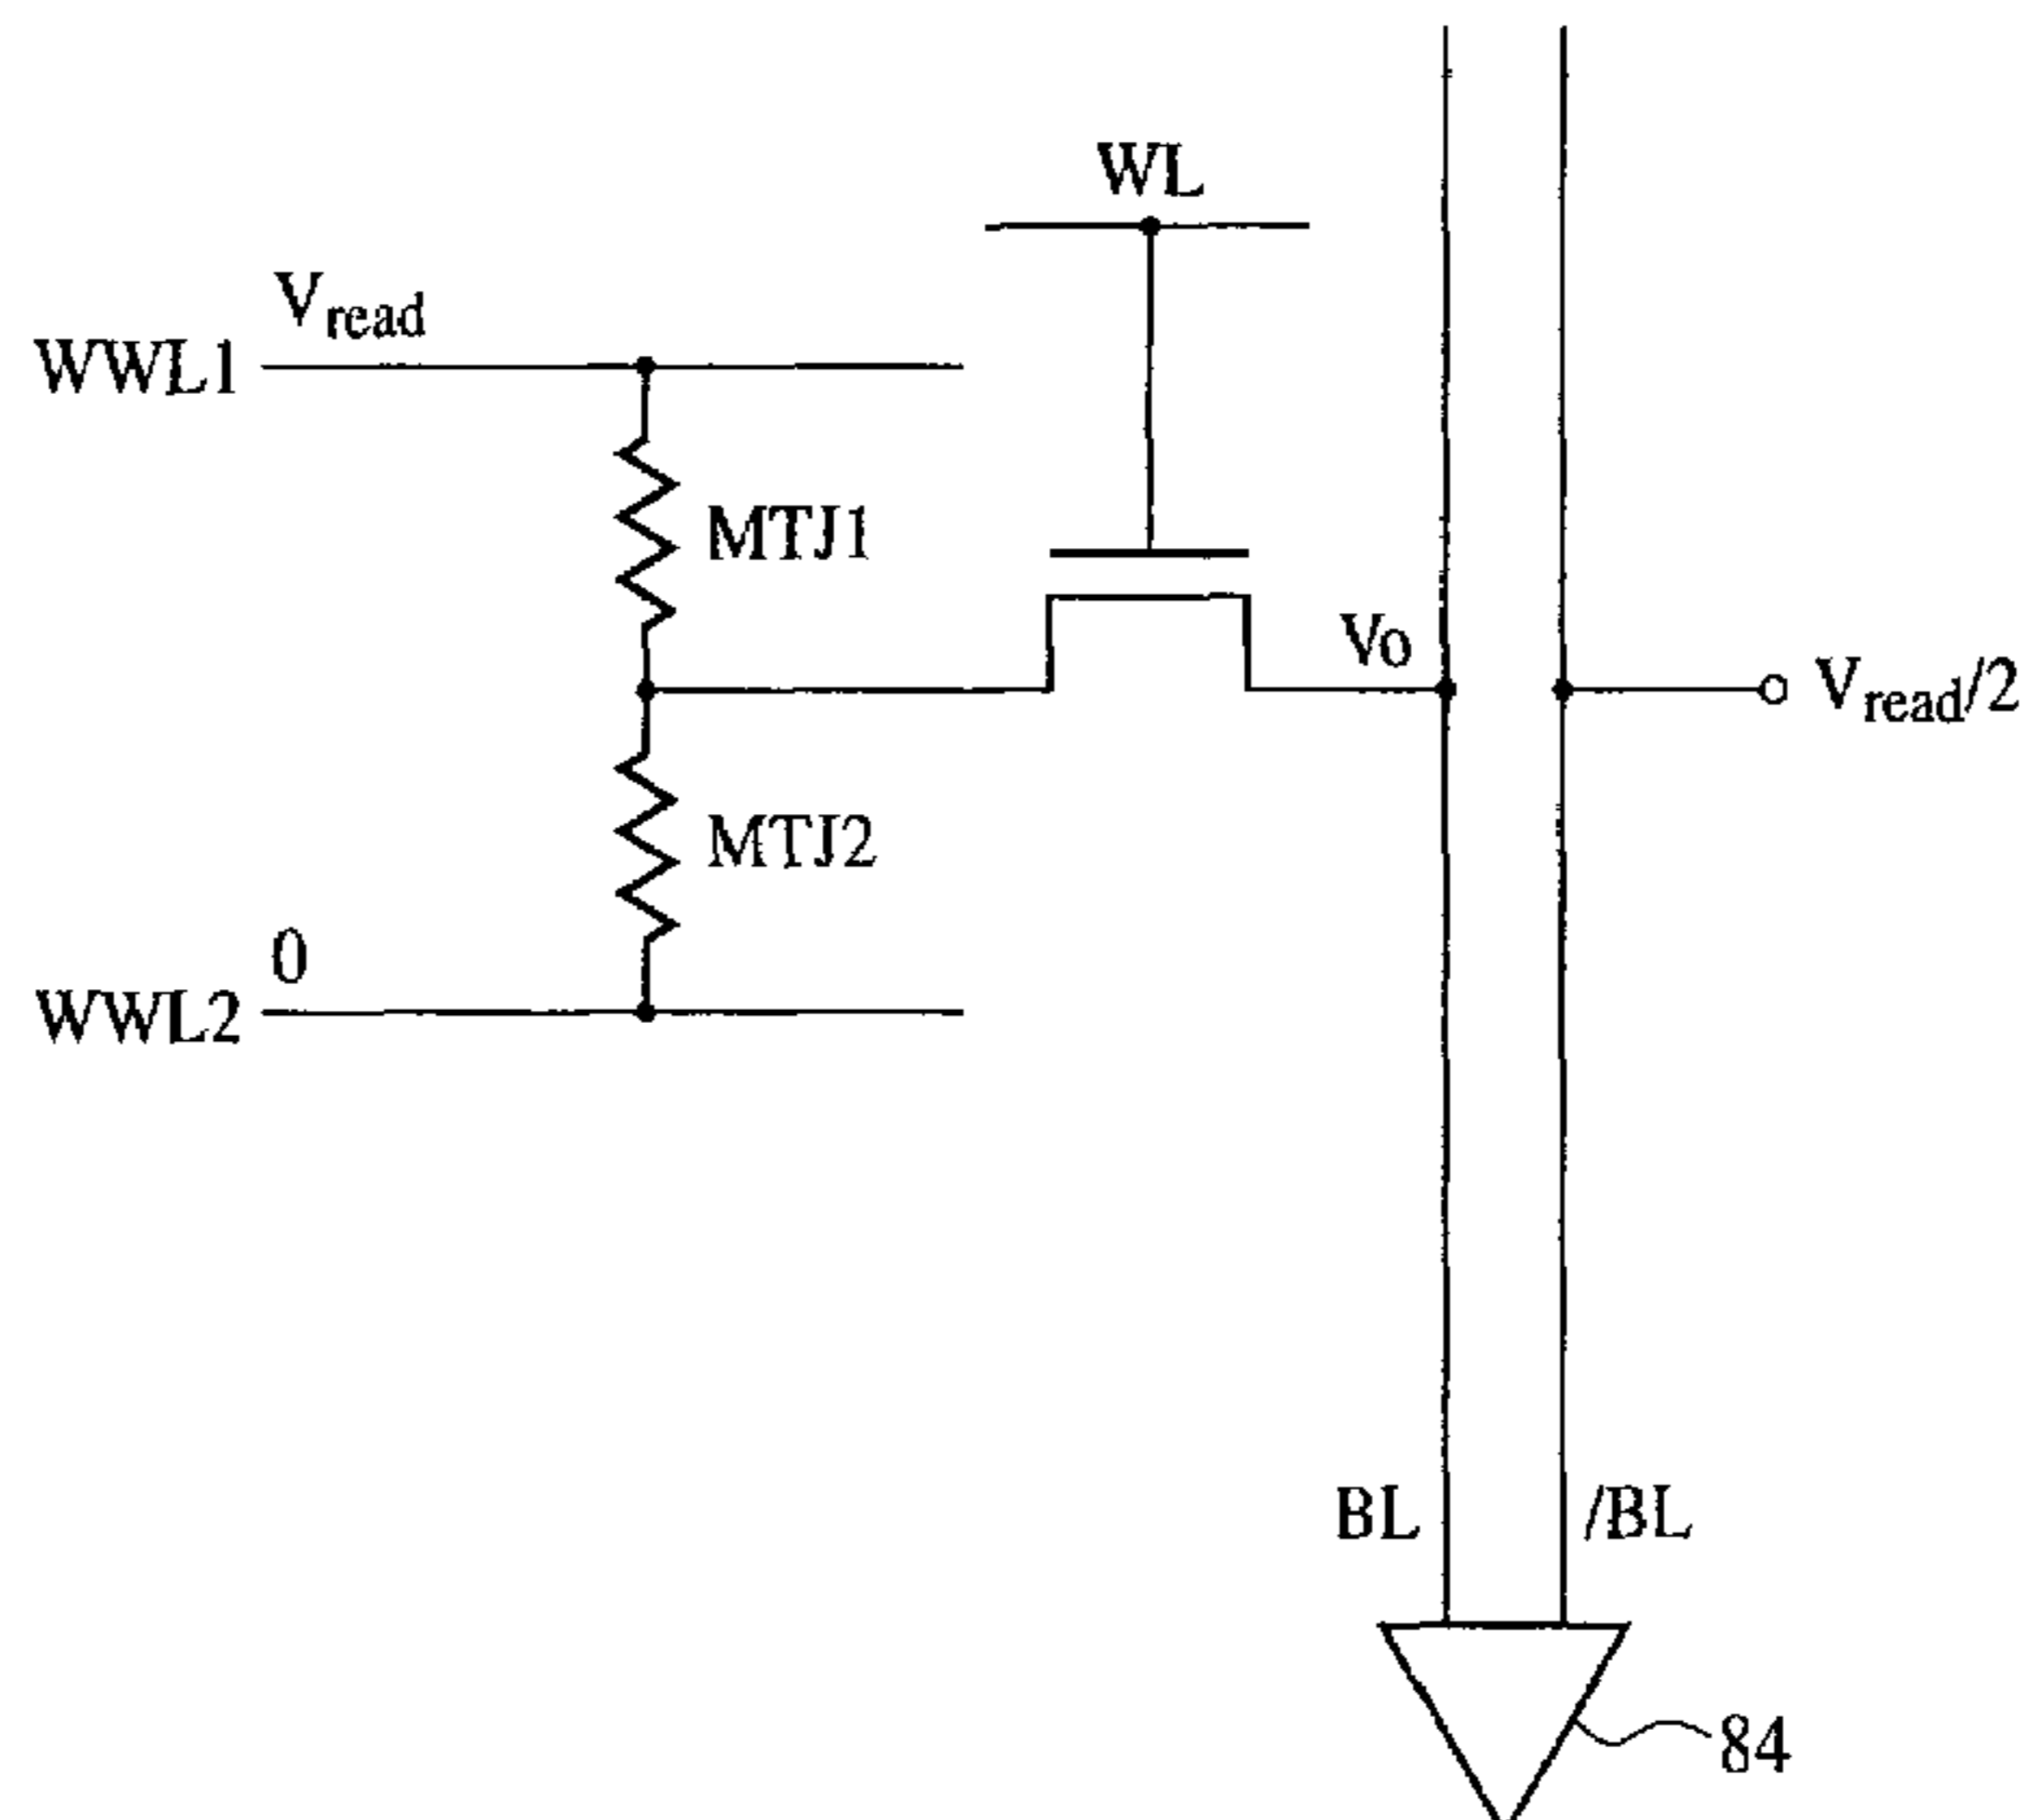 WL
Vread
WWL1
MTJ1
Vo
Vread/2
MTJ2
0
WWL2
BL
/BL
84